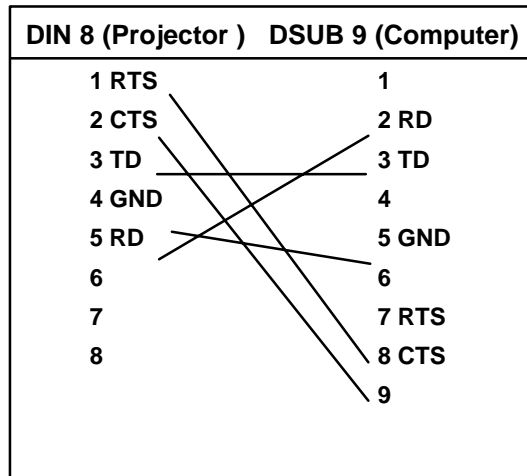 DIN 8 (Projector ) DSUB 9 (Computer)
1 RTS 1
2 CTS 2 RD
3 TD 3 TD
4 GND 4
5 RD 5 GND
6 6
7 7 RTS
8 8 CTS
9